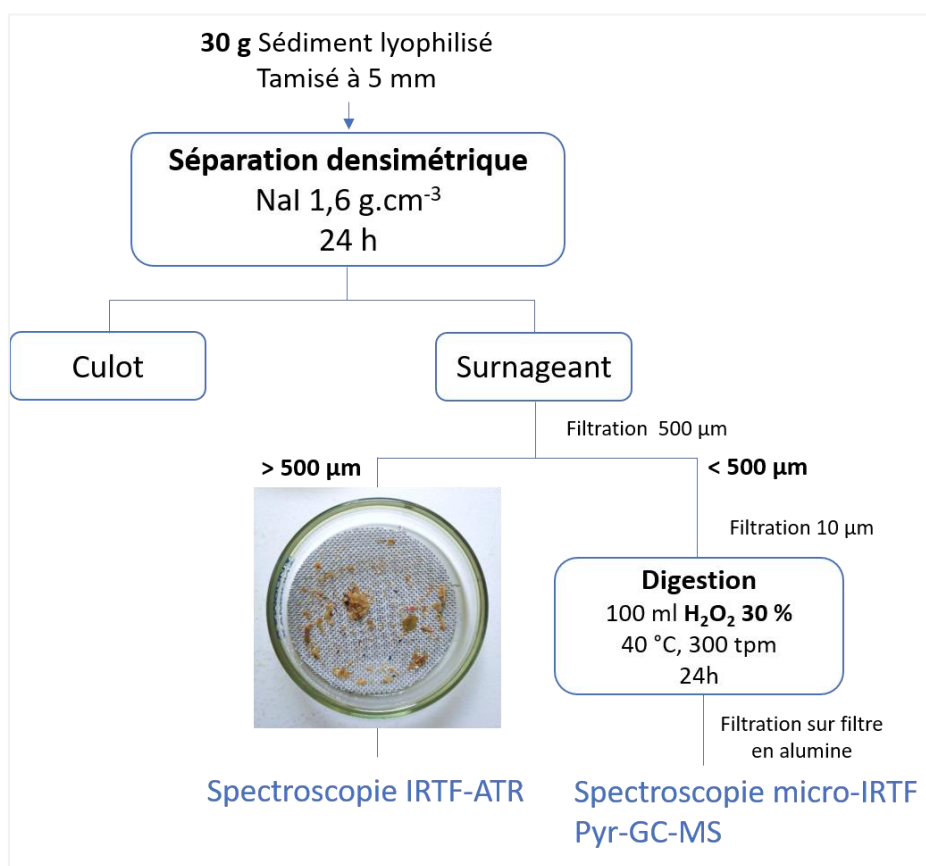 30 g Sédiment lyophilisé
Tamisé à 5 mm
Séparation densimétrique
NaI 1,6 g.cm⁻³
24 h
Culot
Surnageant
Filtration 500 µm
> 500 µm
< 500 µm
Filtration 10 µm
Digestion
100 ml H₂O₂ 30 %
40 °C, 300 tpm
24h
Filtration sur filtre
en alumine
Spectroscopie IRTF-ATR
Spectroscopie micro-IRTF
Pyr-GC-MS